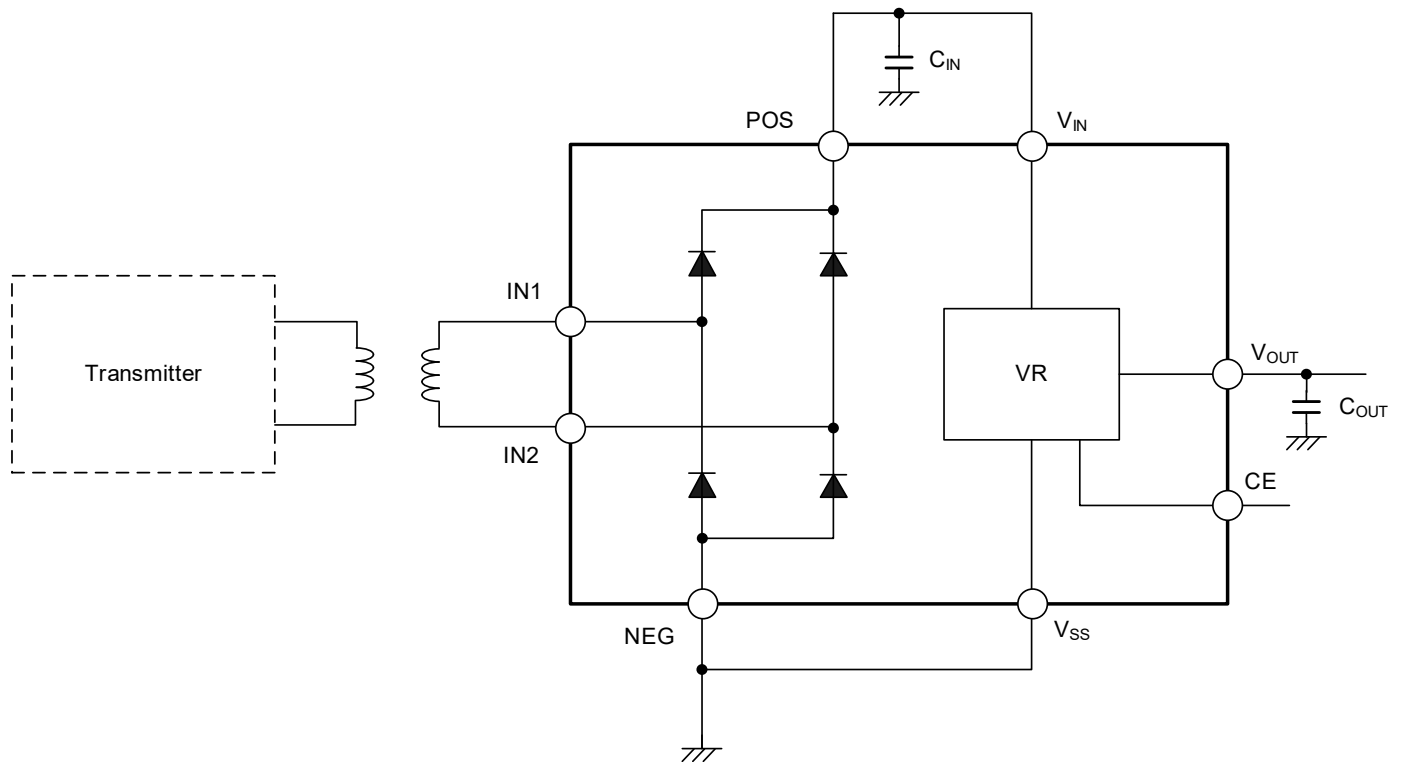 C_IN
POS
V_IN
IN1
Transmitter
VR
V_OUT
C_OUT
IN2
CE
NEG
V_SS